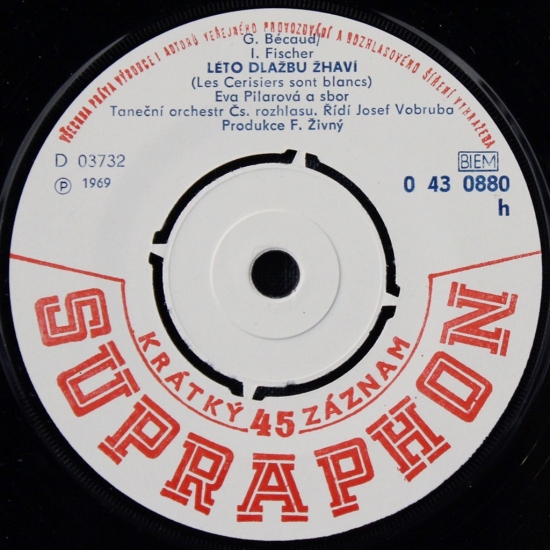 VŠECHNA PRÁVA VÝROBCE I AUTORŮ VEŘEJNÉHO PROVOZOVÁNÍ A ROZHLASOVÉHO ŠÍŘENÍ VYHRAŽENA
G. Bécaud/
I. Fischer
LÉTO DLAŽBU ŽHAVÍ
(Les Cerisiers sont blancs)
Eva Pilarová a sbor
Taneční orchestr Čs. rozhlasu. Řídí Josef Vobruba
Produkce F. Živný
D 03732
BIEM
Ⓟ 1969
0 43 0880
h
KRÁTKÝ 45 ZÁZNAM
SUPRAPHON